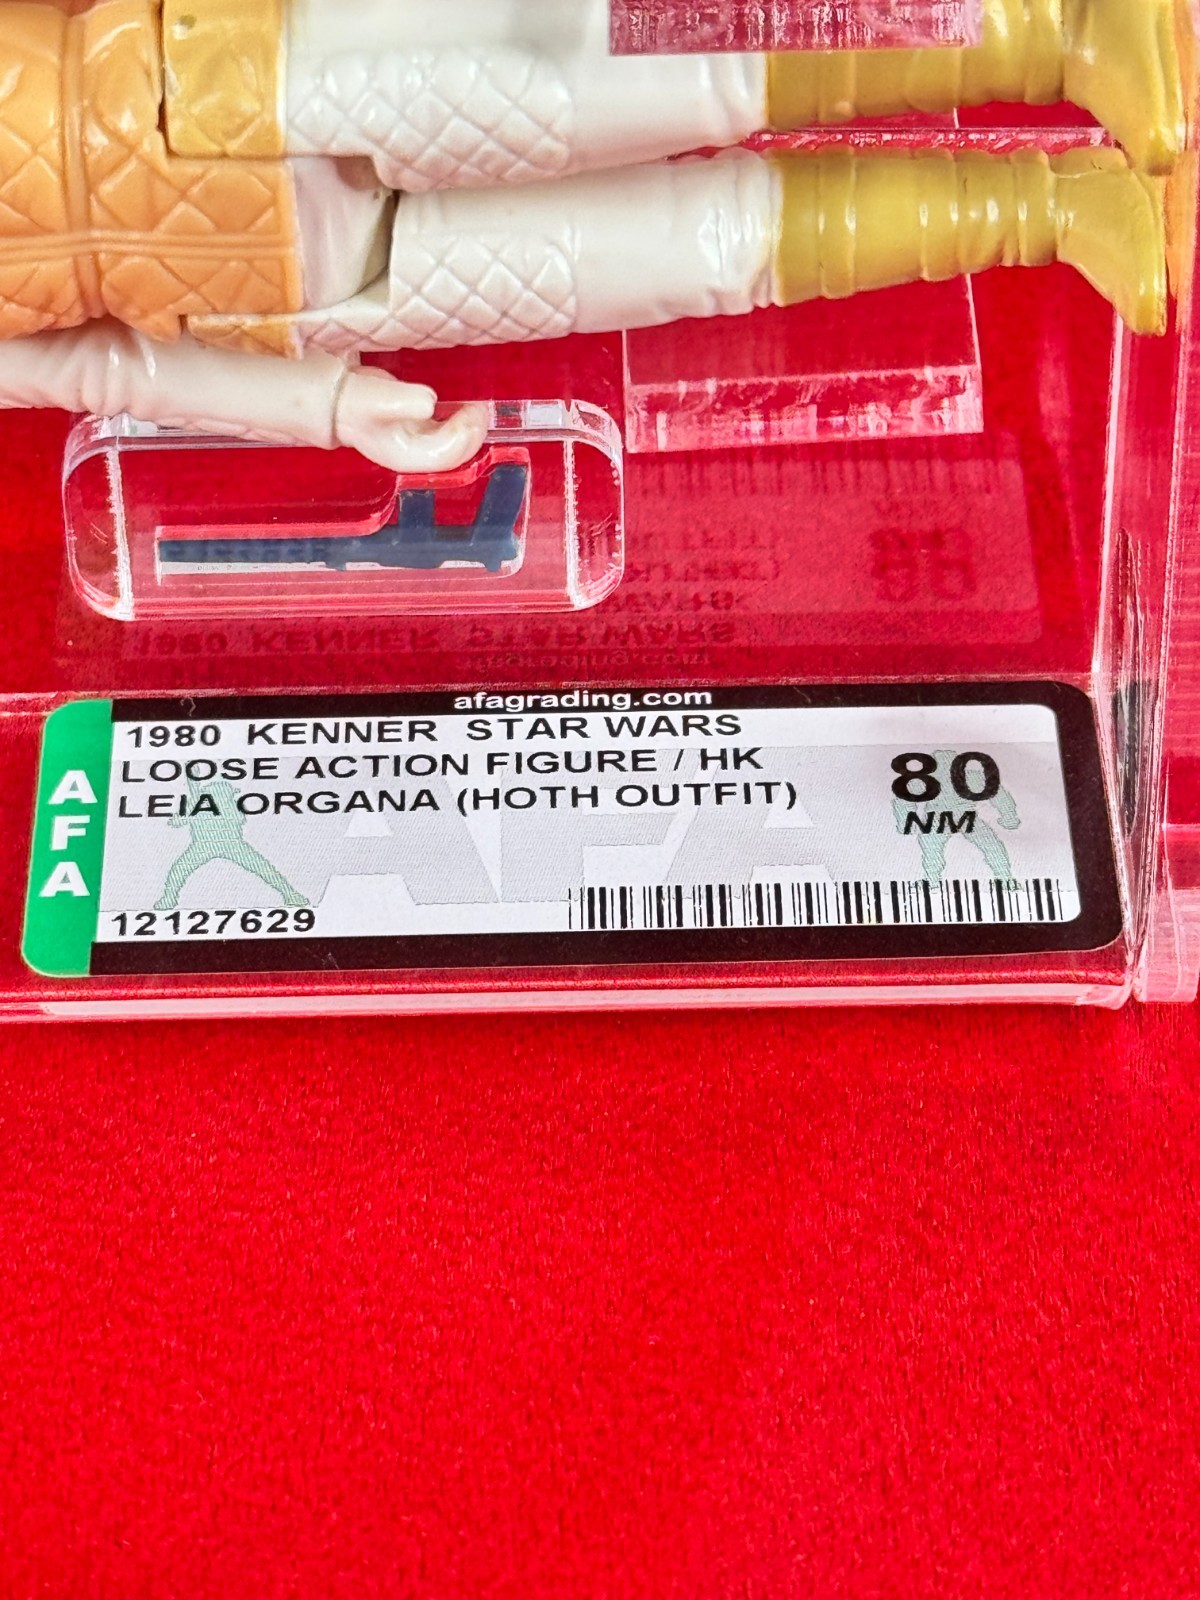 afagrading.com
AFA
1980 KENNER STAR WARS
LOOSE ACTION FIGURE / HK
LEIA ORGANA (HOTH OUTFIT)
80
NM
12127629